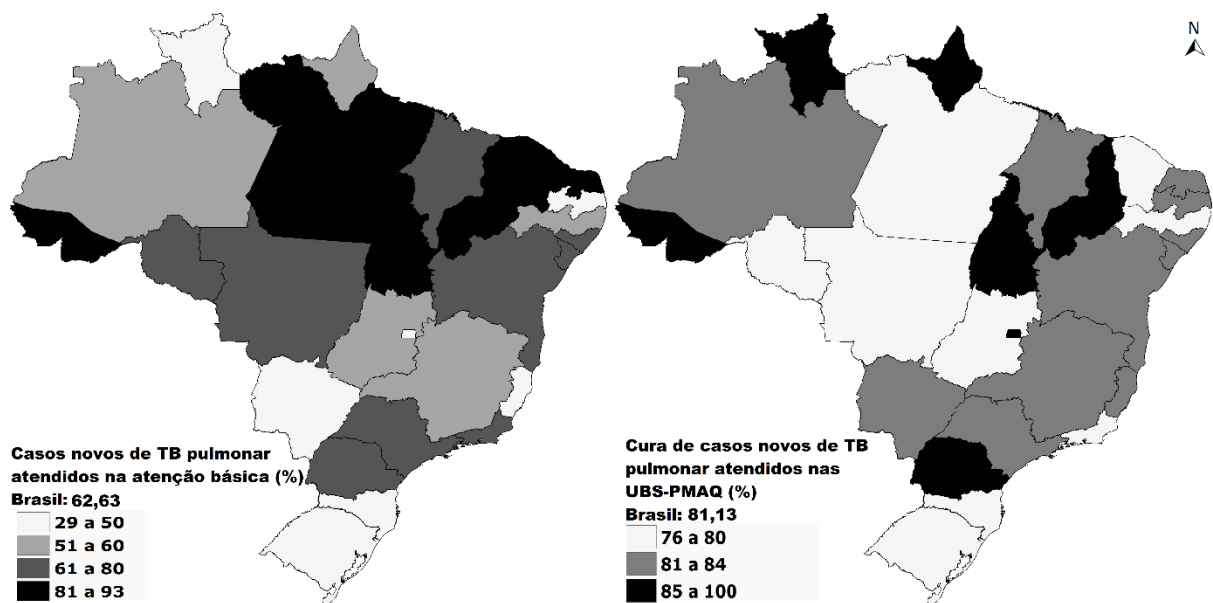 N
Casos novos de TB pulmonar
atendidos na atenção básica (%)
Brasil: 62,63
29 a 50
51 a 60
61 a 80
81 a 93
Cura de casos novos de TB
pulmonar atendidos nas
UBS-PMAQ (%)
Brasil: 81,13
76 a 80
81 a 84
85 a 100